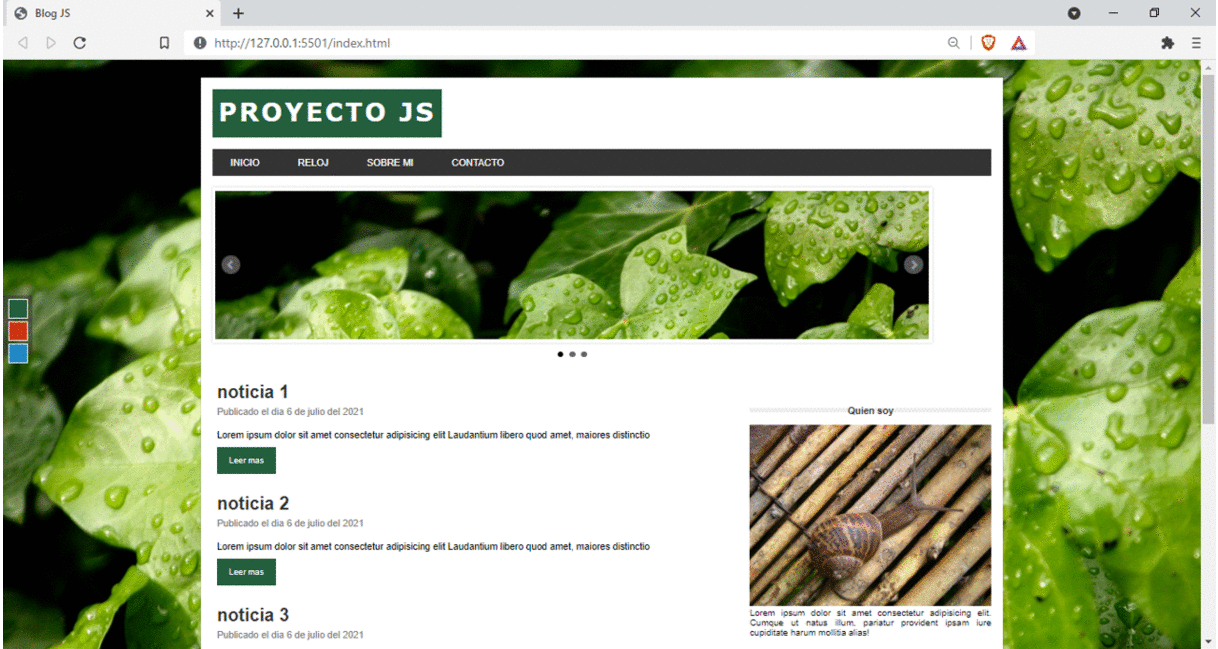 Blog JS
http://127.0.0.1:5501/index.html
PROYECTO JS
INICIO RELOJ SOBRE MI CONTACTO
noticia 1
Publicado el dia 6 de julio del 2021
Lorem ipsum dolor sit amet consectetur adipisicing elit Laudantium libero quod amet, maiores distinctio
Leer mas
noticia 2
Publicado el dia 6 de julio del 2021
Lorem ipsum dolor sit amet consectetur adipisicing elit Laudantium libero quod amet, maiores distinctio
Leer mas
noticia 3
Publicado el dia 6 de julio del 2021
Quien soy
Lorem ipsum dolor sit amet consectetur adipisicing elit.
Cumque ut natus illum, pariatur provident ipsam iure
cupiditate harum mollitia alias!